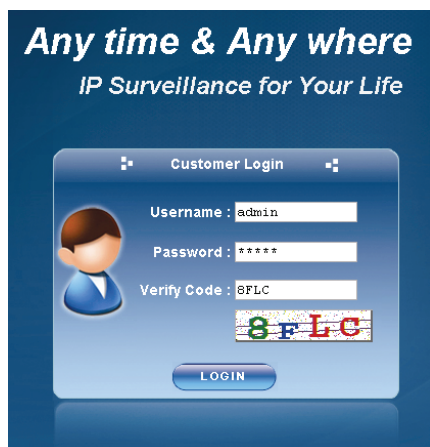 Any time & Any where
IP Surveillance for Your Life
Customer Login
Username : admin
Password : *****
Verify Code : 8FLC
8FLC
LOGIN